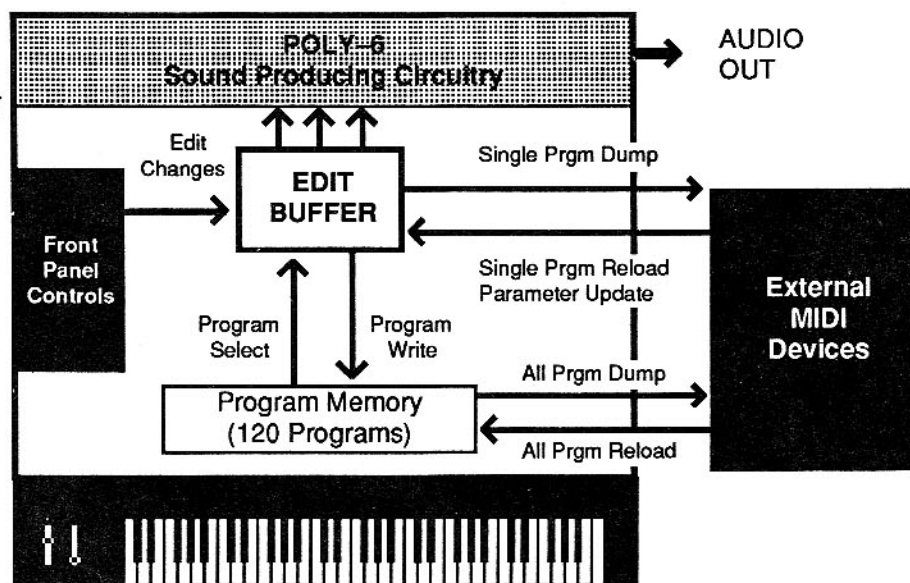 POLY-6
Sound Producing Circuitry
AUDIO
OUT
Edit
Changes
EDIT
BUFFER
Single Prgm Dump
Front
Panel
Controls
Single Prgm Reload
Parameter Update
External
MIDI
Devices
Program
Select
Program
Write
All Prgm Dump
Program Memory
(120 Programs)
All Prgm Reload